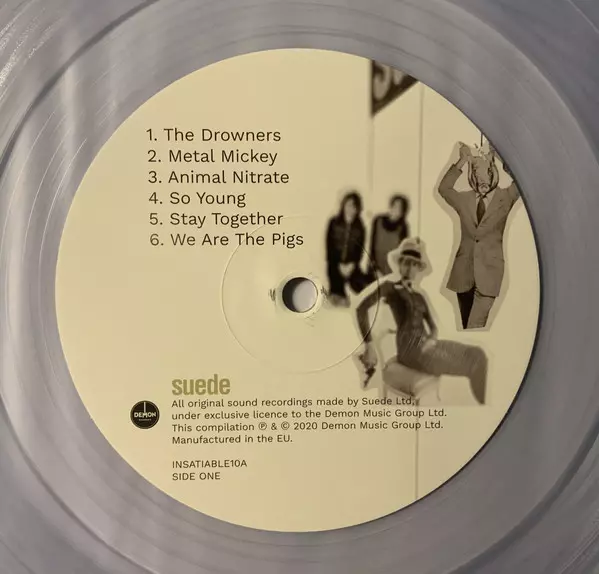 1. The Drowners
2. Metal Mickey
3. Animal Nitrate
4. So Young
5. Stay Together
6. We Are The Pigs
suede
All original sound recordings made by Suede Ltd,
under exclusive licence to the Demon Music Group Ltd.
This compilation ℗ & © 2020 Demon Music Group Ltd.
Manufactured in the EU.
DEMON
INSATIABLE10A
SIDE ONE